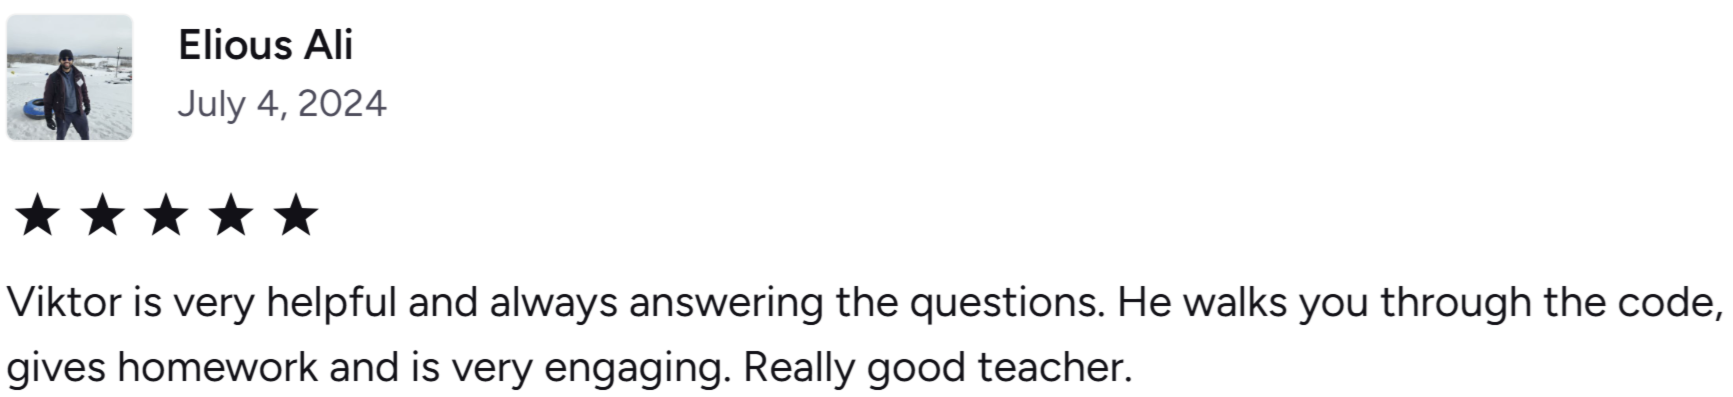 Elious Ali
July 4, 2024
Viktor is very helpful and always answering the questions. He walks you through the code,
gives homework and is very engaging. Really good teacher.